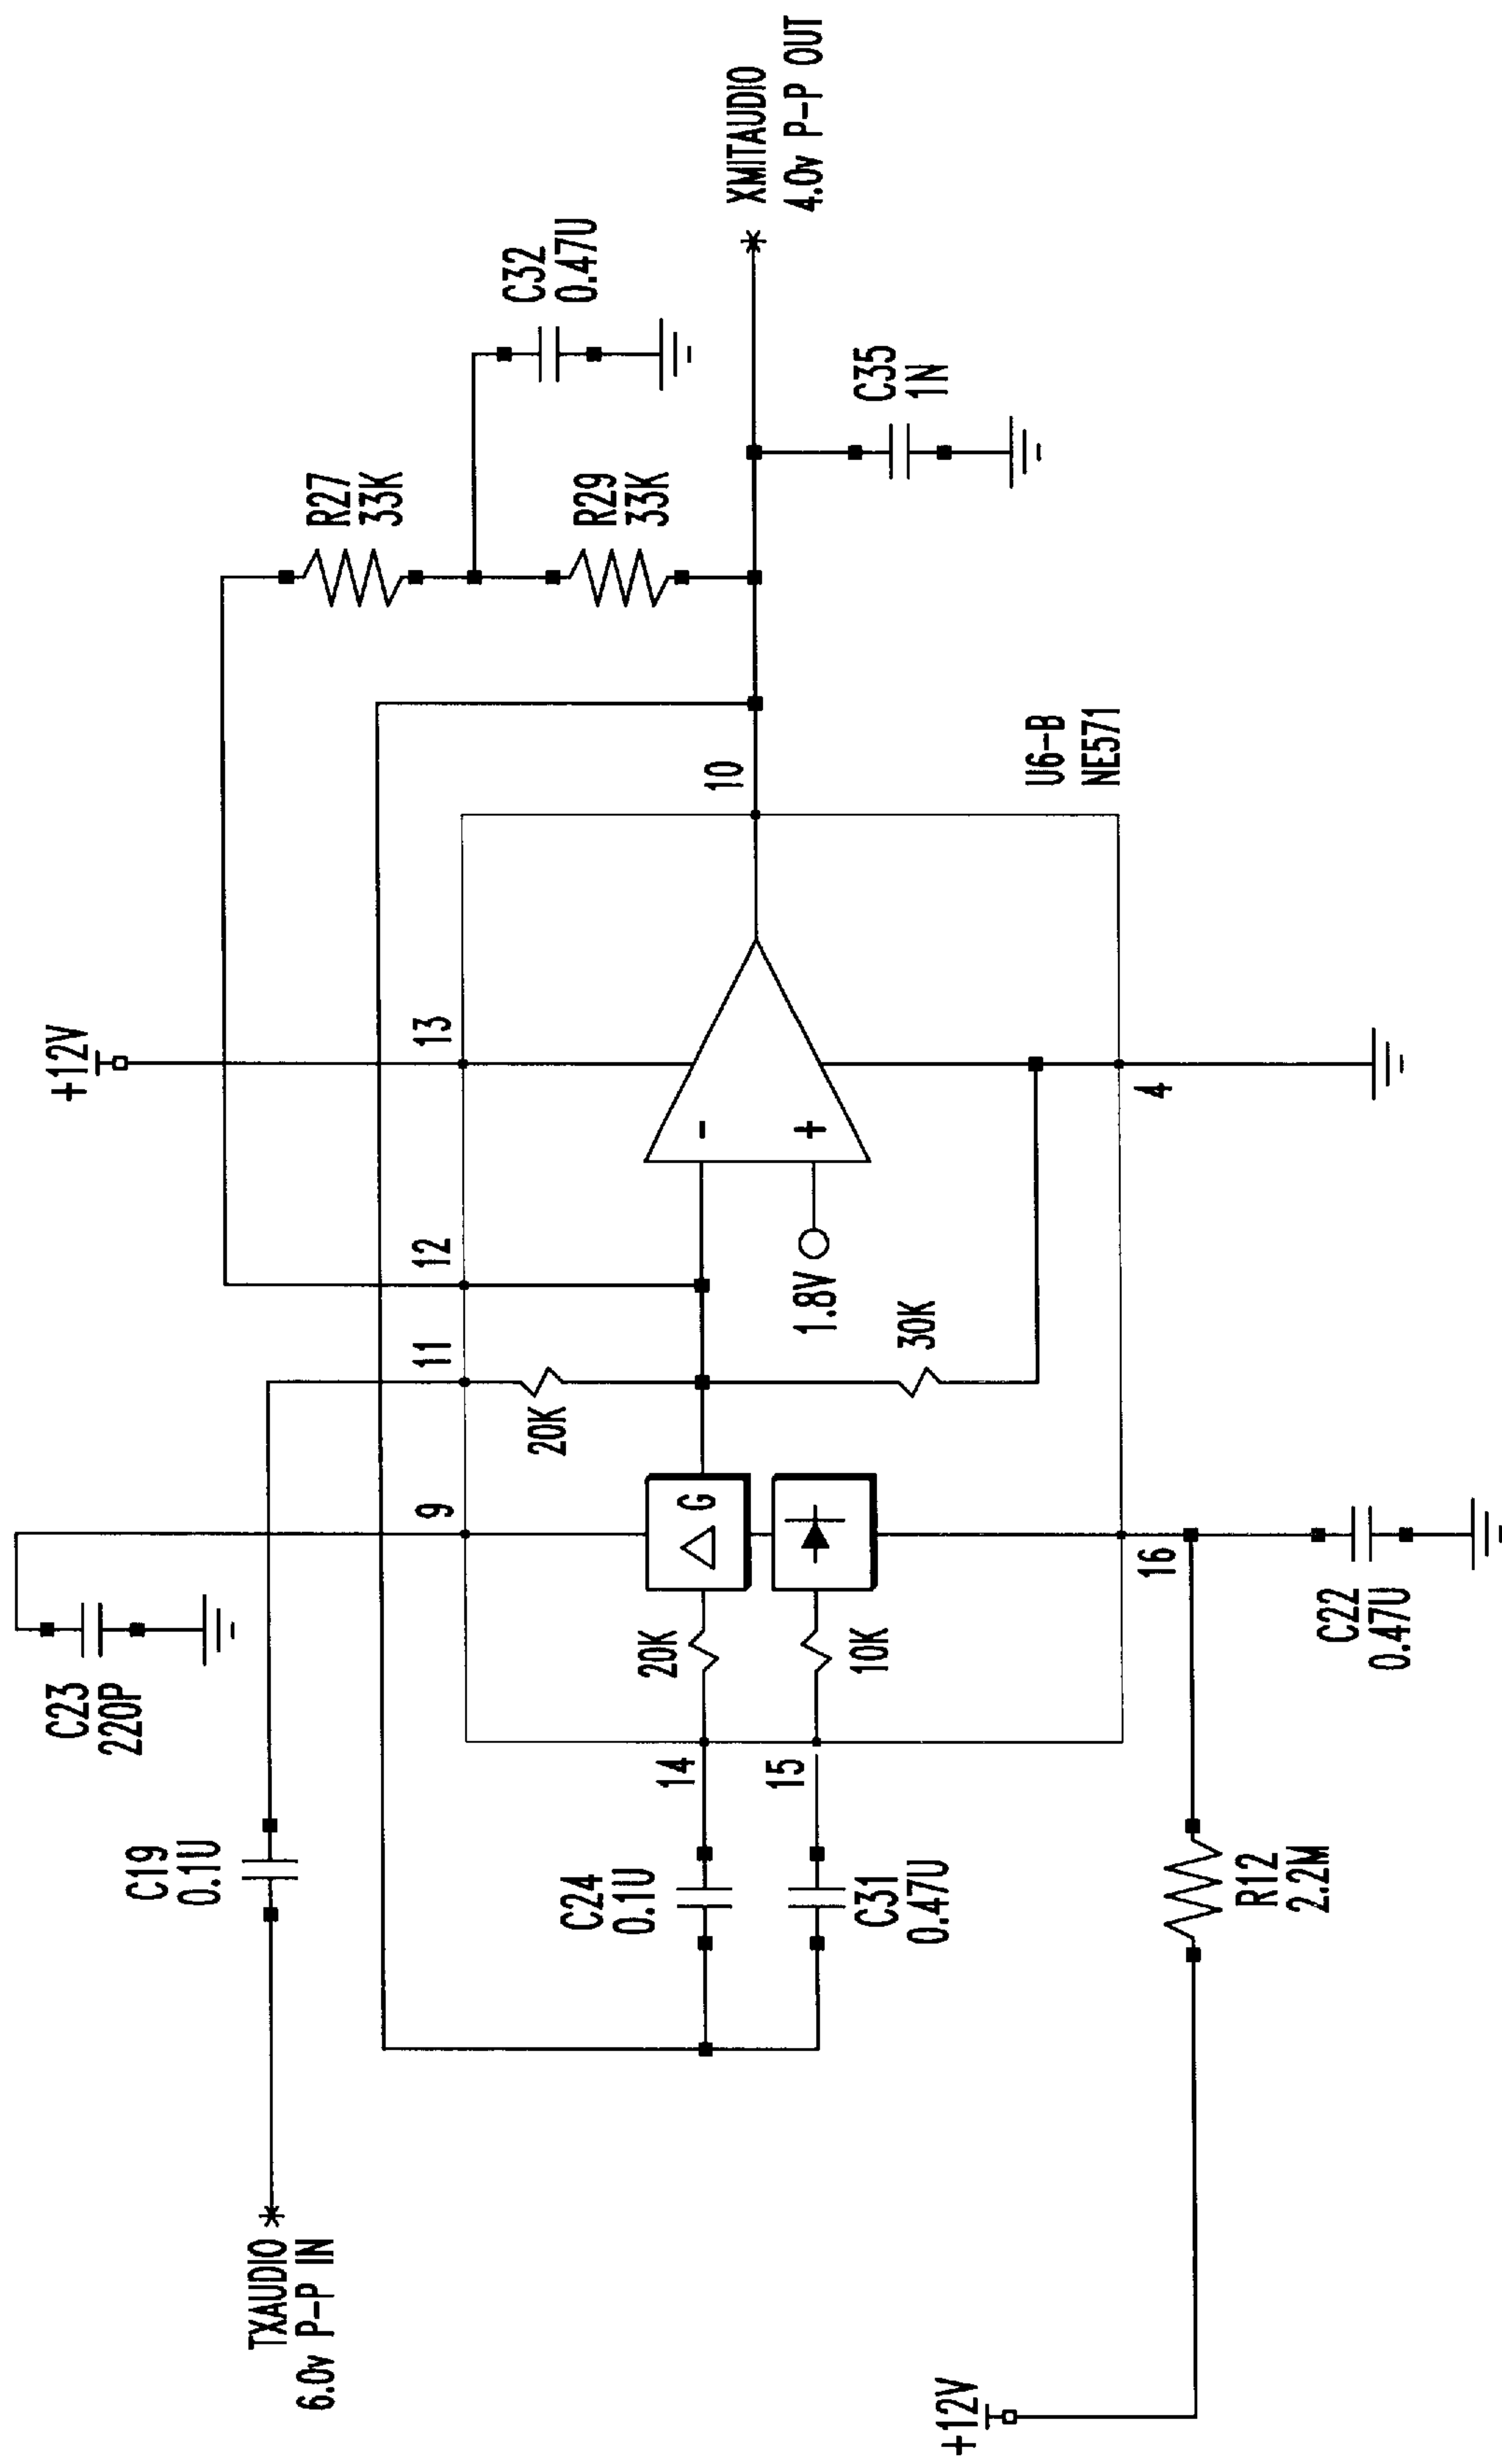 C23
220P
+12V
R27
33K
C32
0.47U
C19
0.1U
9
11
12
13
20K
R29
33K
TXAUDIO
6.0v P-P IN
C24
0.1U
14
20K
△ G
-
10
XMITAUDIO
4.0v P-P OUT
15
10K
1.8V
+
C31
0.47U
30K
C35
1N
U6-B
NE571
+12V
16
4
R12
2.2M
C22
0.47U